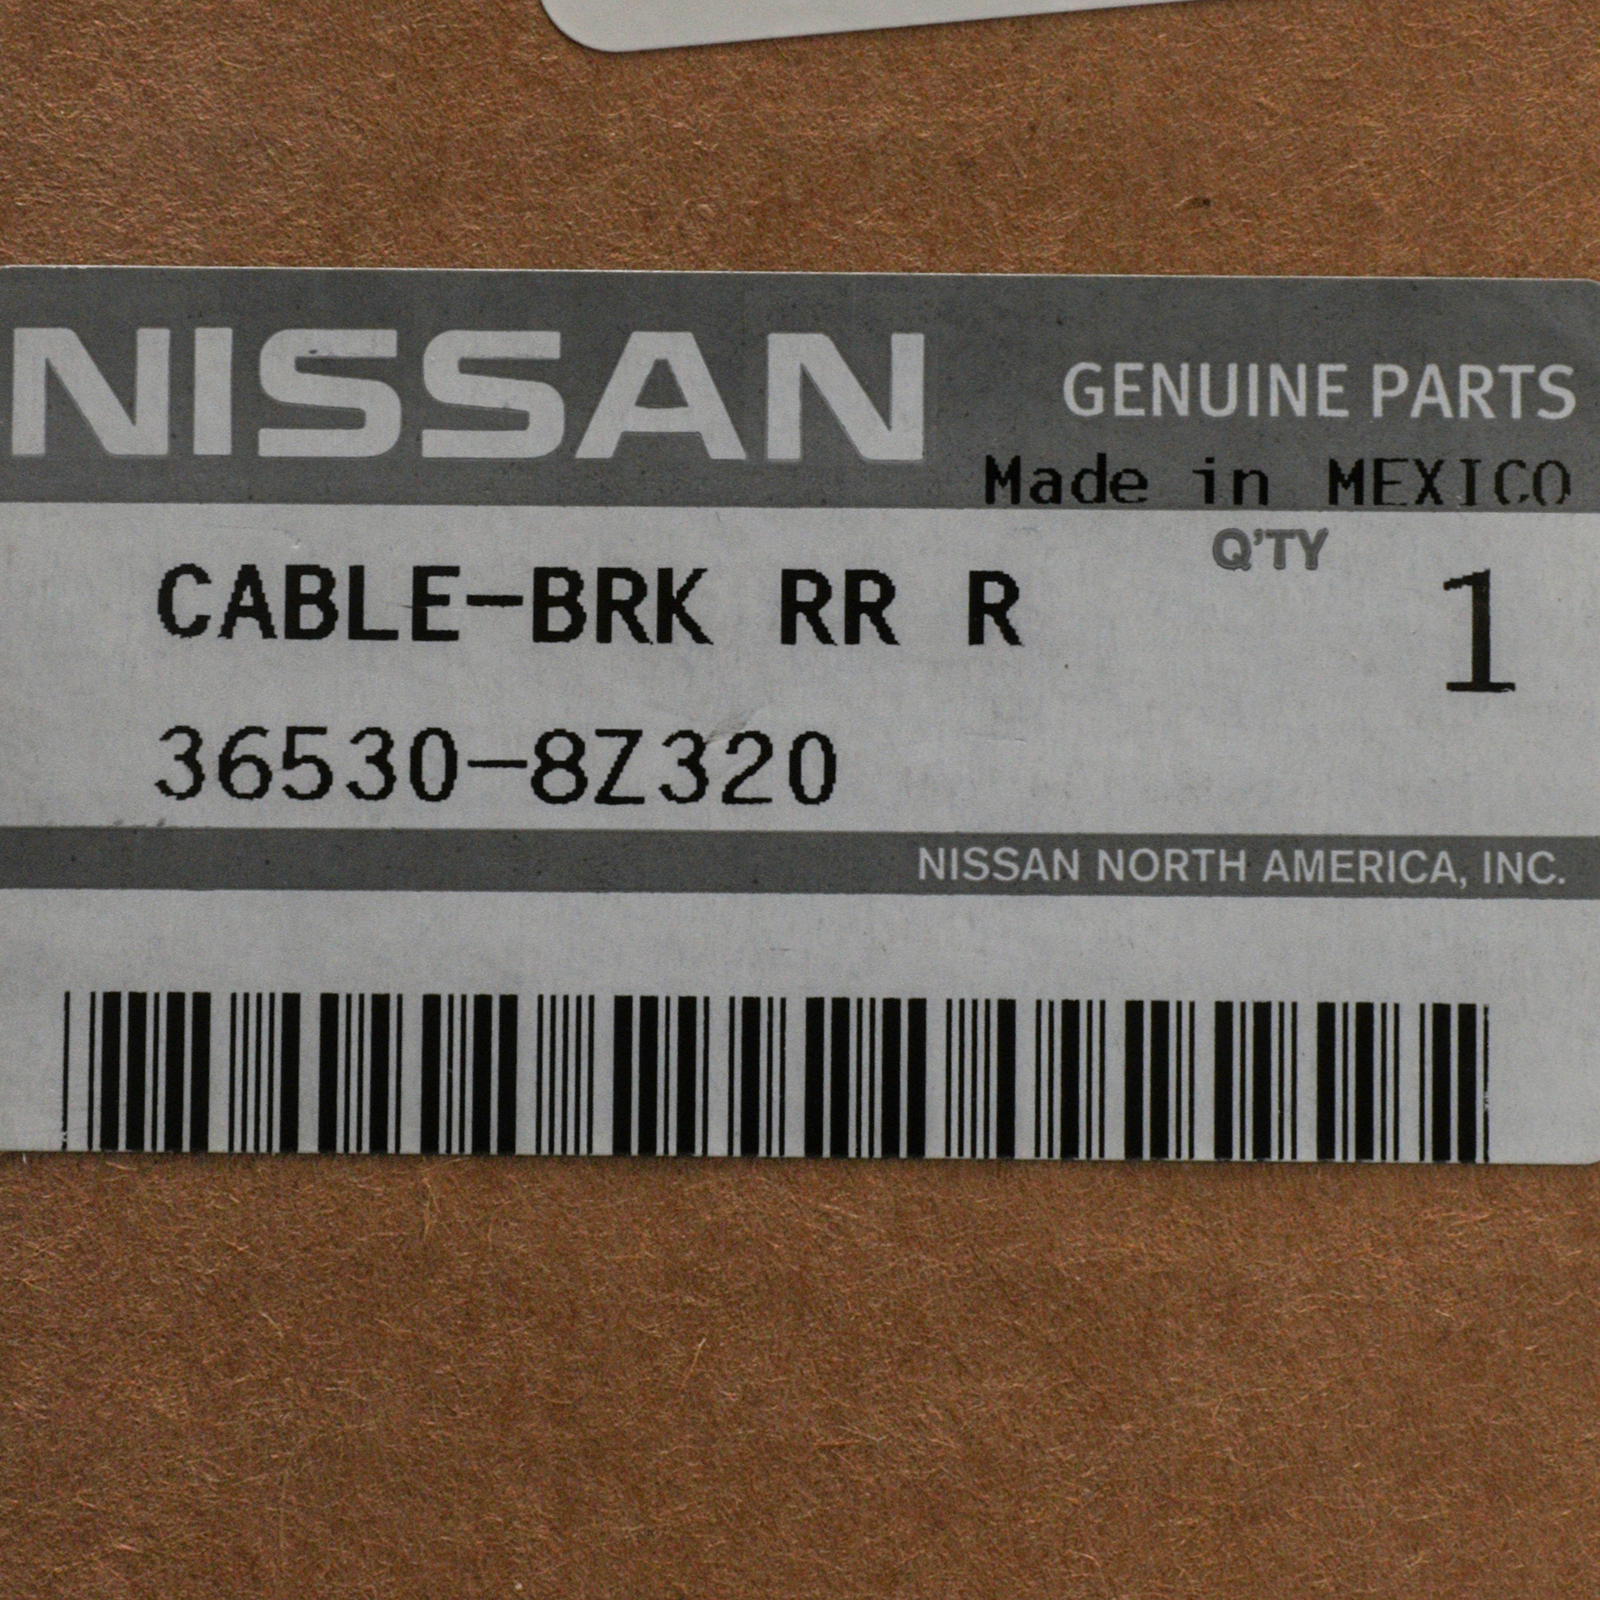 NISSAN
GENUINE PARTS
Made in MEXICO
Q'TY
CABLE-BRK RR R
1
36530-8Z320
NISSAN NORTH AMERICA, INC.